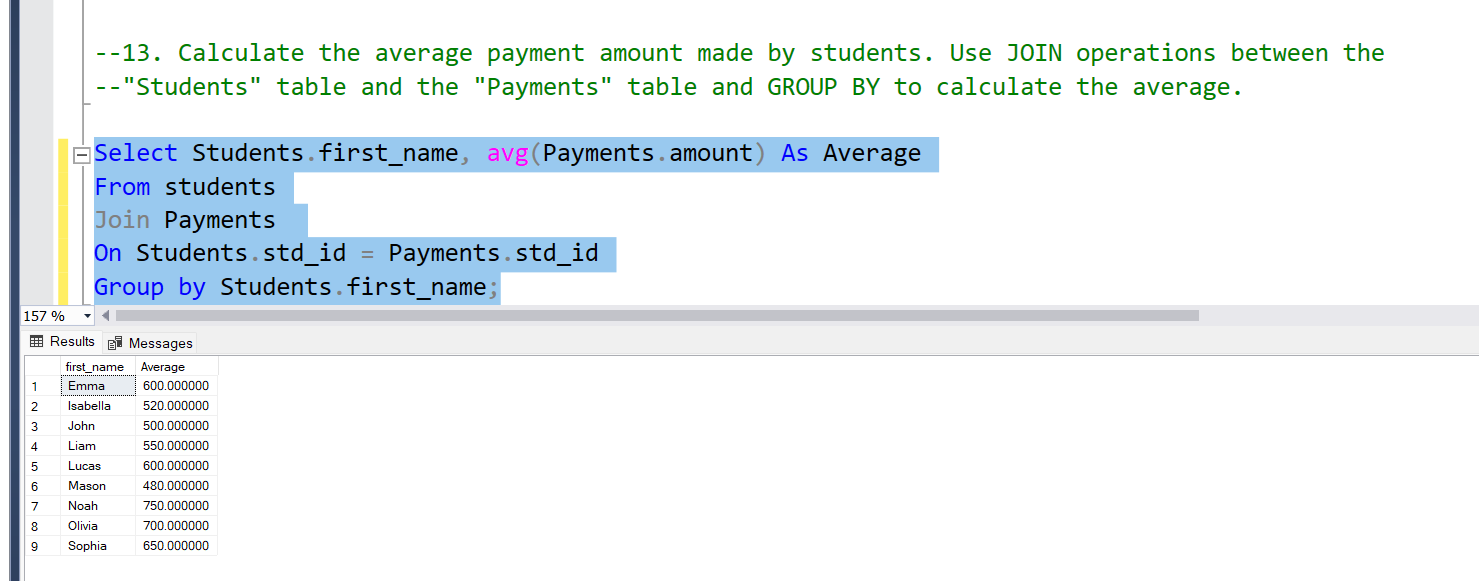 --13. Calculate the average payment amount made by students. Use JOIN operations between the
--"Students" table and the "Payments" table and GROUP BY to calculate the average.
Select Students.first_name, avg(Payments.amount) As Average
From students
Join Payments
On Students.std_id = Payments.std_id
Group by Students.first_name;
157 %
Results Messages
first_name Average
1 Emma 600.000000
2 Isabella 520.000000
3 John 500.000000
4 Liam 550.000000
5 Lucas 600.000000
6 Mason 480.000000
7 Noah 750.000000
8 Olivia 700.000000
9 Sophia 650.000000